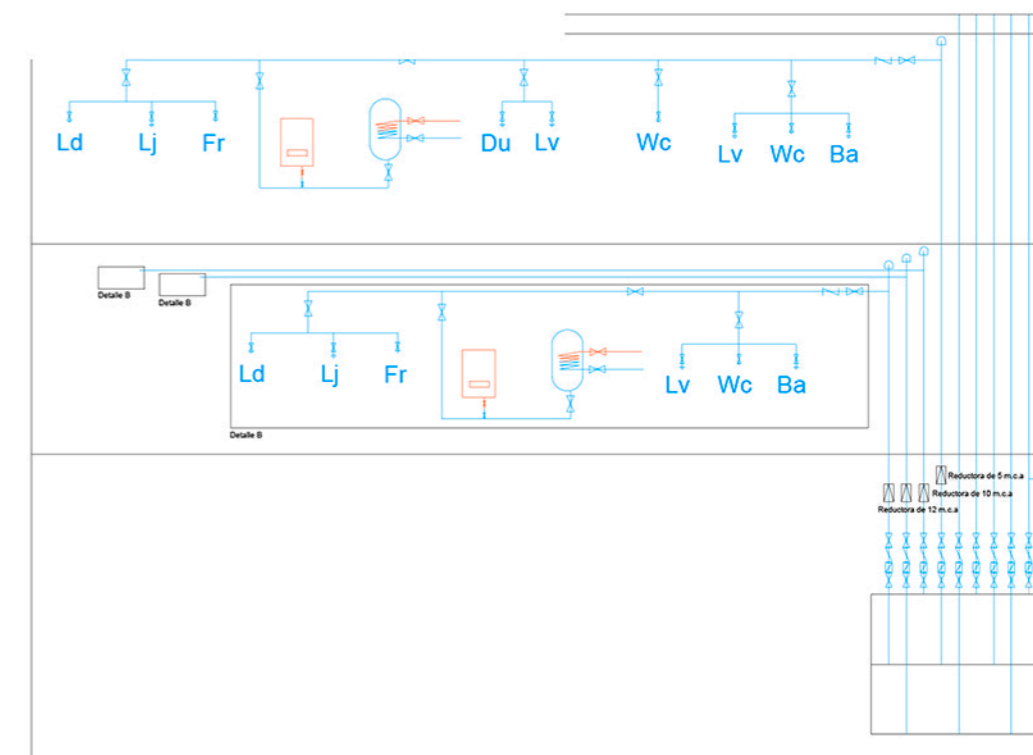 Ld Lj Fr Du Lv Wc Lv Wc Ba
Detalle B
Detalle B
Ld Lj Fr Lv Wc Ba
Detalle B
Reductora de 5 m.c.a
Reductora de 10 m.c.a
Reductora de 12 m.c.a